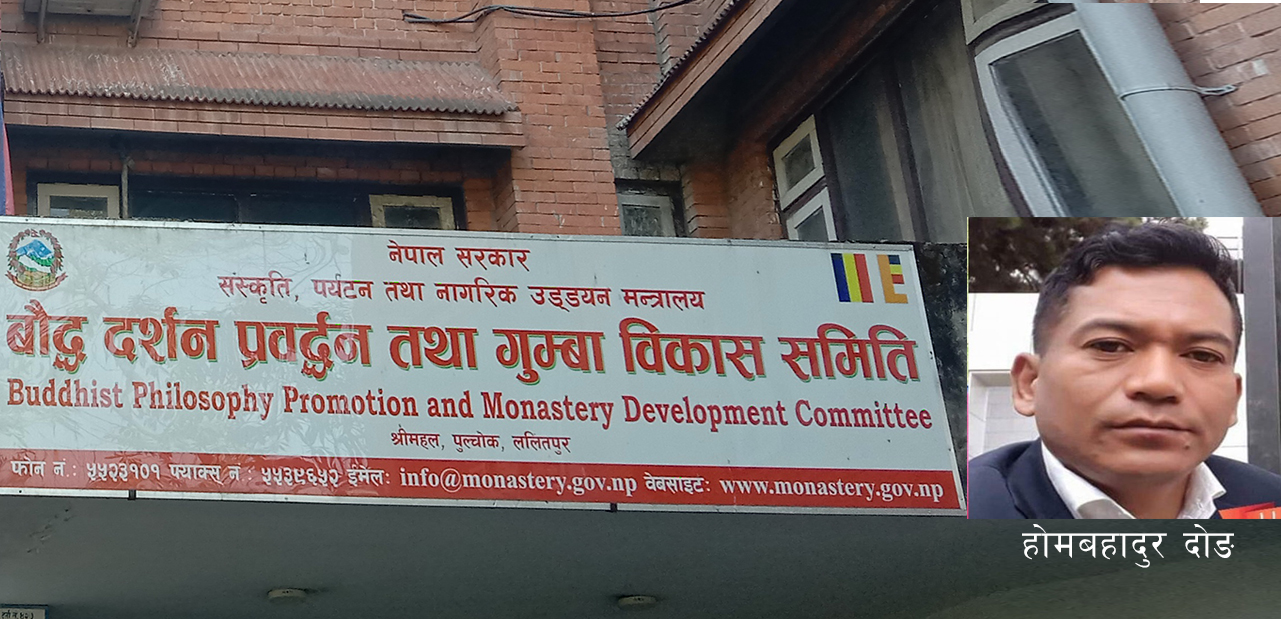 नेपाल सरकार
संस्कृति, पर्यटन तथा नागरिक उड्डयन मन्त्रालय
बौद्ध दर्शन प्रवर्द्धन तथा गुम्बा विकास समिति
Buddhist Philosophy Promotion and Monastery Development Committee
श्रीमहल, पुल्चोक, ललितपुर
फोन नं.: ५५२३१०१ फ्याक्स् नं.: ५५३९६५२ ईमेल: info@monastery.gov.np वेबसाइट: www.monastery.gov.np
होमबहादुर दोङ